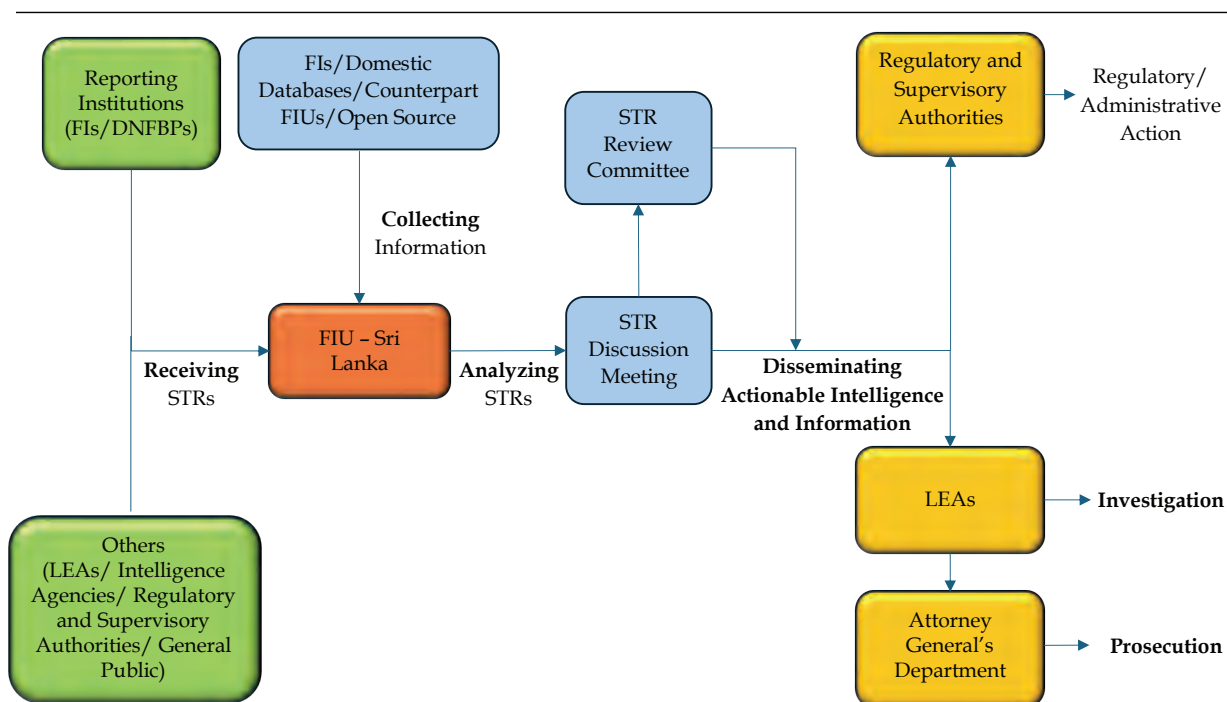 Reporting
Institutions
(FIs/DNFBPs)
FIs/Domestic
Databases/Counterpart
FIUs/Open Source
STR
Review
Committee
Regulatory and
Supervisory
Authorities
Regulatory/
Administrative
Action
Collecting
Information
FIU – Sri
Lanka
STR
Discussion
Meeting
Receiving
STRs
Analyzing
STRs
Disseminating
Actionable Intelligence
and Information
LEAs
Investigation
Others
(LEAs/ Intelligence
Agencies/ Regulatory
and Supervisory
Authorities/ General
Public)
Attorney
General’s
Department
Prosecution